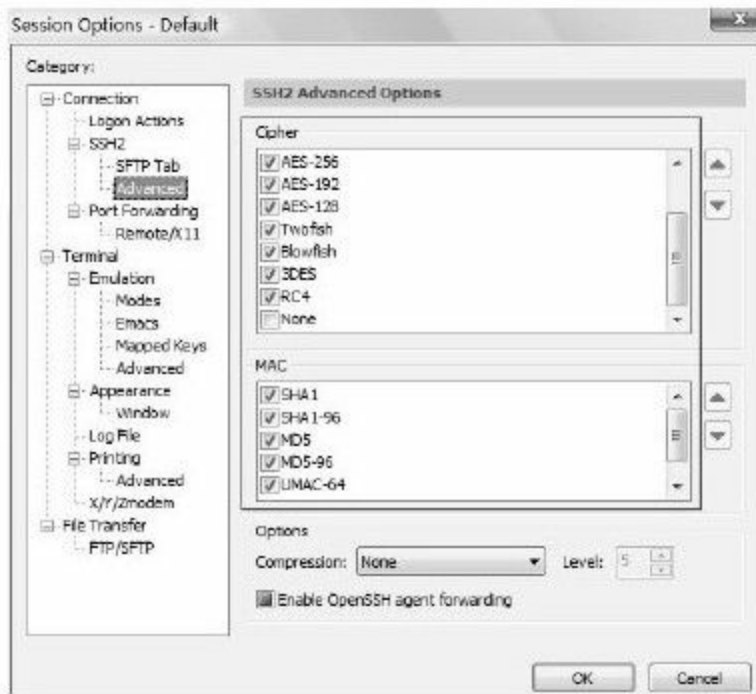 Session Options - Default
Category:
Connection
Logon Actions
SSH2
SFTP Tab
Advanced
Port Forwarding
Remote/X11
Terminal
Emulation
Modes
Emacs
Mapped Keys
Advanced
Appearance
Window
Log File
Printing
Advanced
X/Y/Zmodem
File Transfer
FTP/SFTP
SSH2 Advanced Options
Cipher
AES-256
AES-192
AES-128
Twofish
Blowfish
3DES
RC4
None
MAC
SHA1
SHA1-96
MD5
MD5-96
UMAC-64
Options
Compression: None Level: 5
Enable OpenSSH agent forwarding
OK Cancel